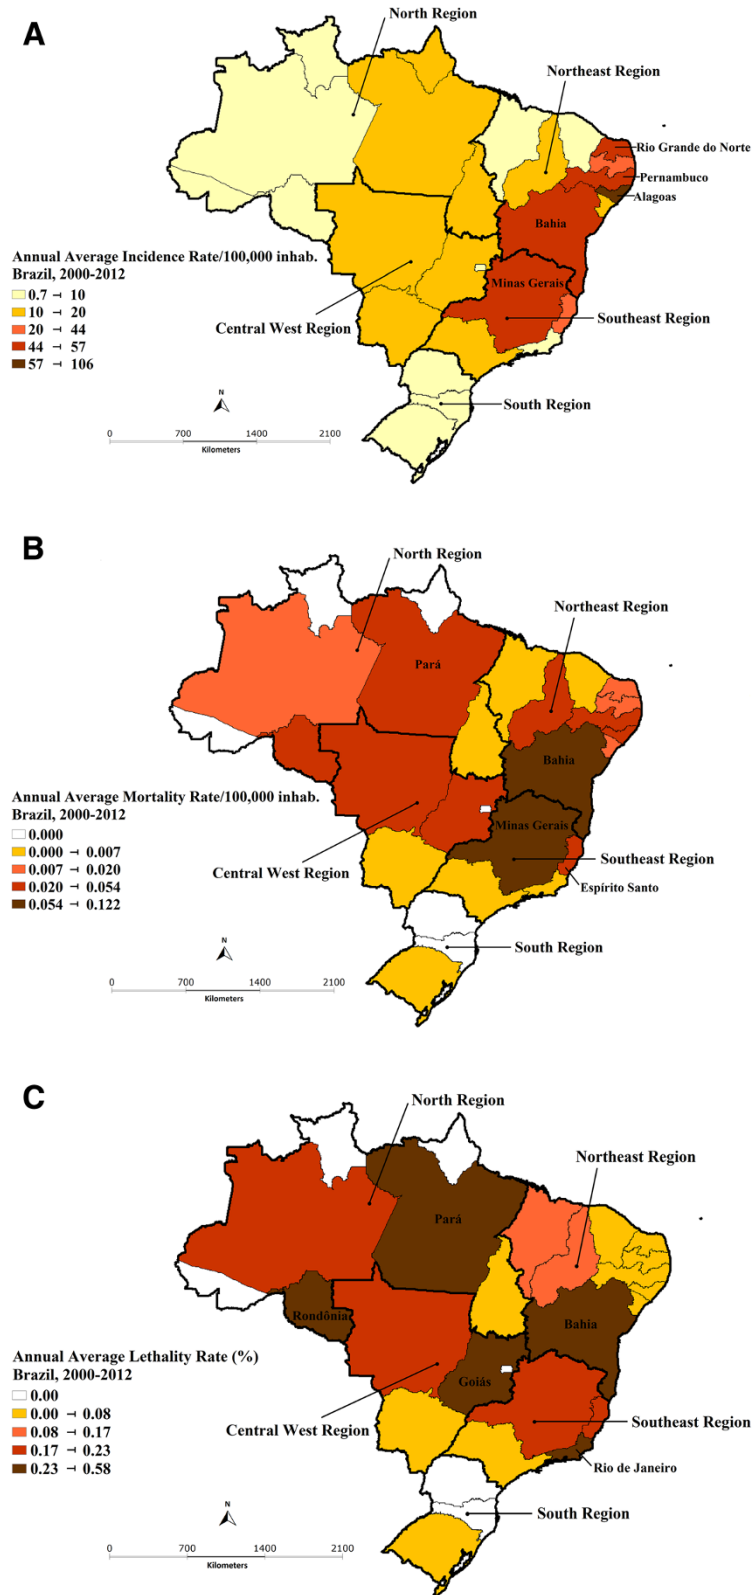 A
North Region
Northeast Region
Rio Grande do Norte
Pernambuco
Alagoas
Bahia
Annual Average Incidence Rate/100,000 inhab.
Brazil, 2000-2012
0.7 ⊣ 10
10 ⊣ 20
20 ⊣ 44
44 ⊣ 57
57 ⊣ 106
Minas Gerais
Southeast Region
Central West Region
South Region
N
0 700 1400 2100
Kilometers
B
North Region
Northeast Region
Pará
Bahia
Annual Average Mortality Rate/100,000 inhab.
Brazil, 2000-2012
0.000
0.000 ⊣ 0.007
0.007 ⊣ 0.020
0.020 ⊣ 0.054
0.054 ⊣ 0.122
Minas Gerais
Southeast Region
Central West Region
Espírito Santo
South Region
N
0 700 1400 2100
Kilometers
C
North Region
Northeast Region
Pará
Rondônia
Bahia
Annual Average Lethality Rate (%)
Brazil, 2000-2012
0.00
0.00 ⊣ 0.08
0.08 ⊣ 0.17
0.17 ⊣ 0.23
0.23 ⊣ 0.58
Goiás
Southeast Region
Central West Region
Rio de Janeiro
South Region
N
0 700 1400 2100
Kilometers